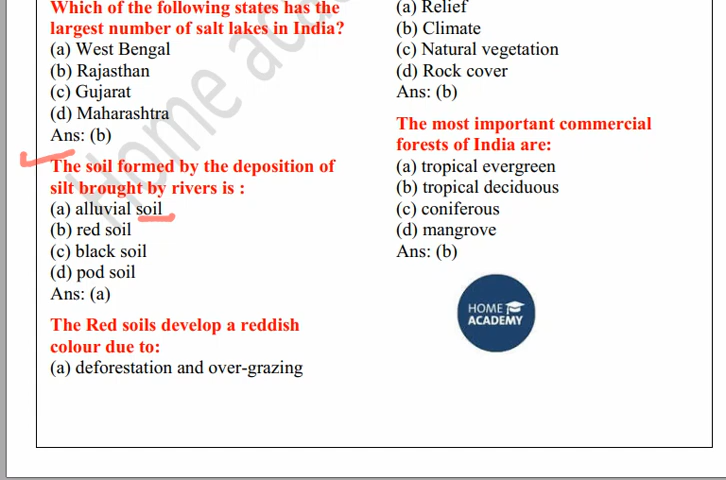 Which of the following states has the
largest number of salt lakes in India?
(a) West Bengal
(b) Rajasthan
(c) Gujarat
(d) Maharashtra
Ans: (b)
The soil formed by the deposition of
silt brought by rivers is :
(a) alluvial soil
(b) red soil
(c) black soil
(d) pod soil
Ans: (a)
The Red soils develop a reddish
colour due to:
(a) deforestation and over-grazing
(a) Relief
(b) Climate
(c) Natural vegetation
(d) Rock cover
Ans: (b)
The most important commercial
forests of India are:
(a) tropical evergreen
(b) tropical deciduous
(c) coniferous
(d) mangrove
Ans: (b)
HOME
ACADEMY
Home aca